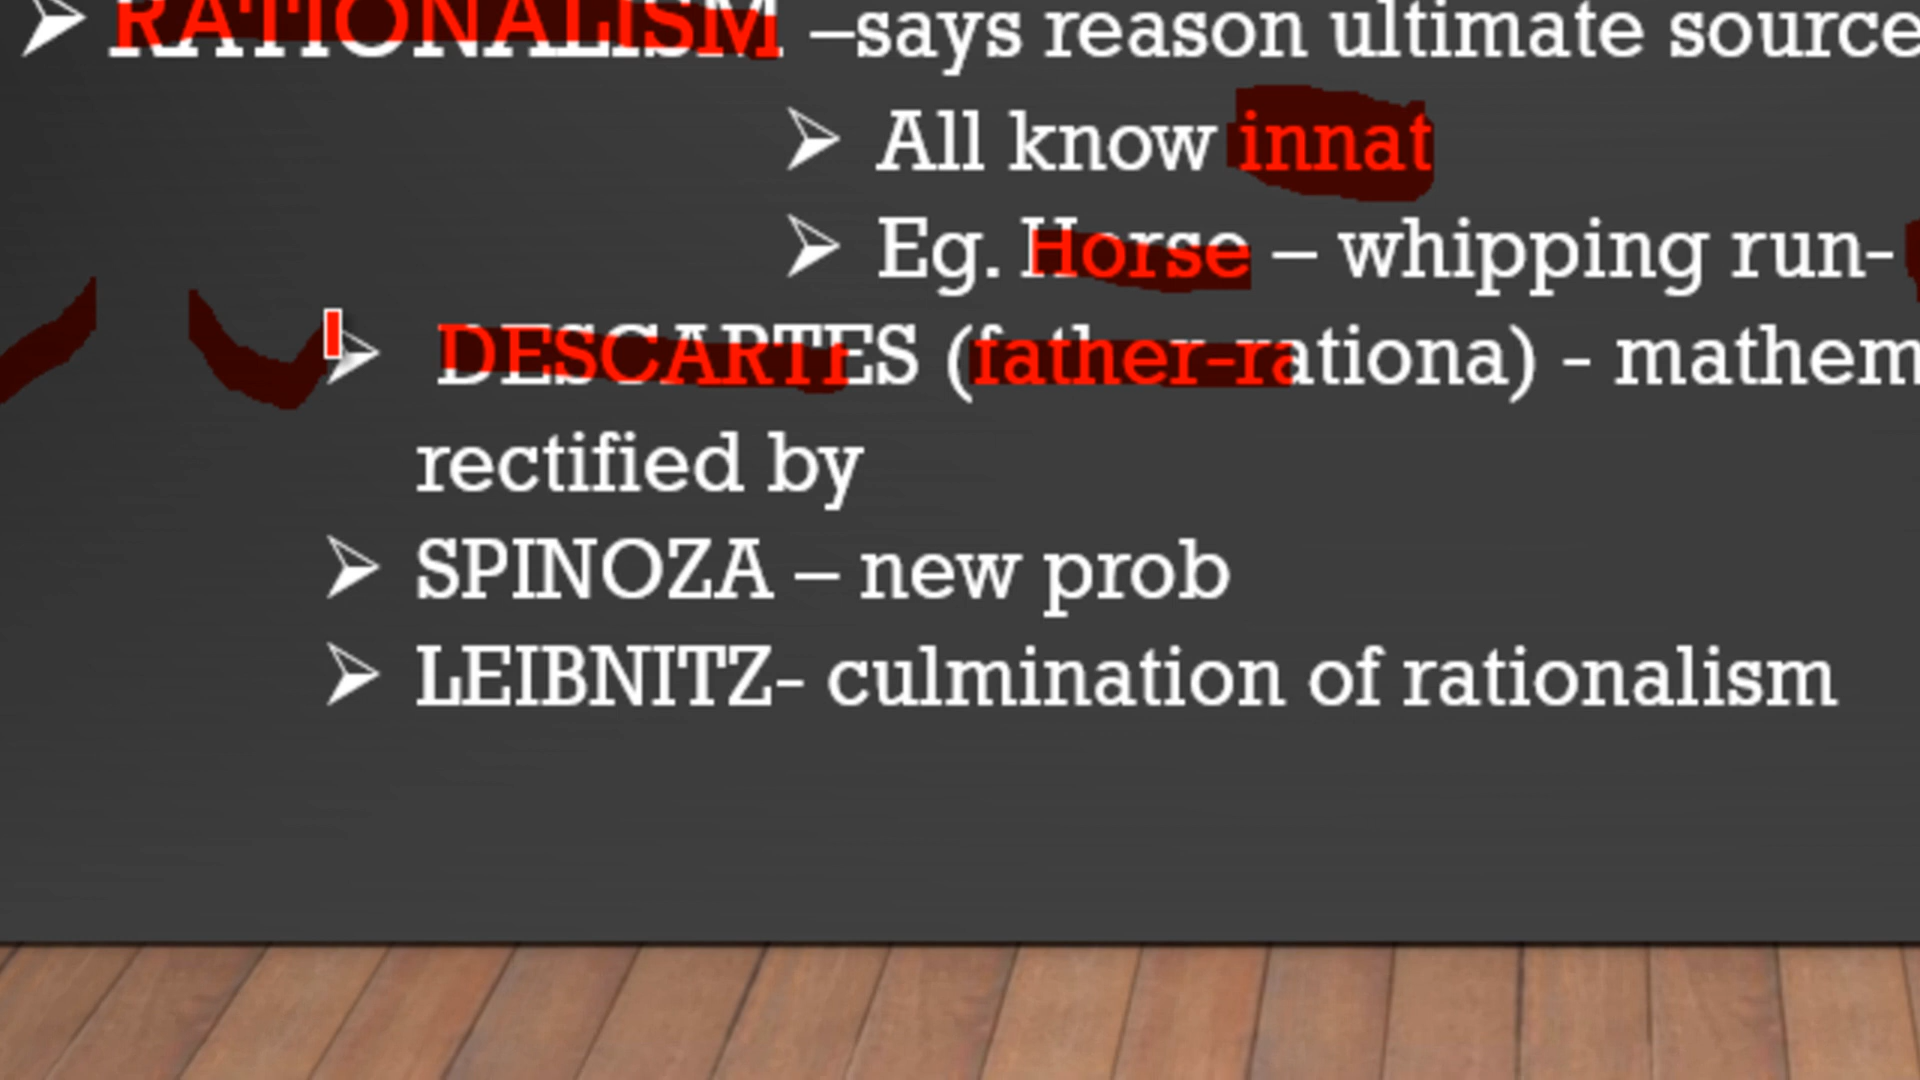 RATIONALISM –says reason ultimate source
All know innat
Eg. Horse – whipping run-
DESCARTES (father-rationa) - mathem
rectified by
SPINOZA – new prob
LEIBNITZ- culmination of rationalism